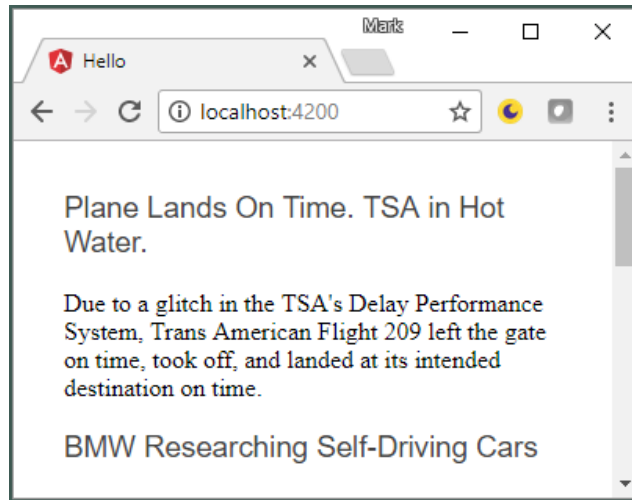 Mark
Hello
localhost:4200
Plane Lands On Time. TSA in Hot
Water.
Due to a glitch in the TSA's Delay Performance
System, Trans American Flight 209 left the gate
on time, took off, and landed at its intended
destination on time.
BMW Researching Self-Driving Cars